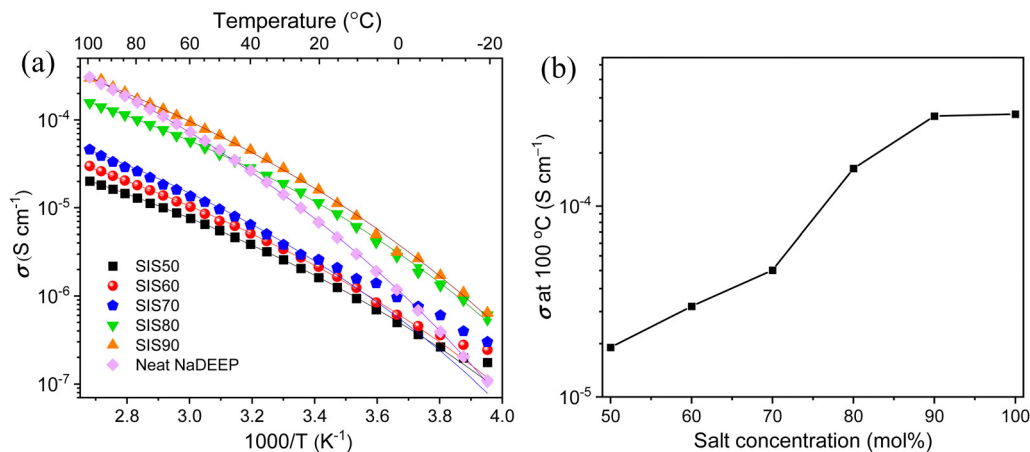 Temperature (°C)
100 80 60 40 20 0 -20
(a)
10⁻⁴
10⁻⁵
10⁻⁶
10⁻⁷
σ (S cm⁻¹)
SIS50
SIS60
SIS70
SIS80
SIS90
Neat NaDEEP
2.8 3.0 3.2 3.4 3.6 3.8 4.0
1000/T (K⁻¹)
(b)
σ at 100 °C (S cm⁻¹)
10⁻⁴
10⁻⁵
50 60 70 80 90 100
Salt concentration (mol%)